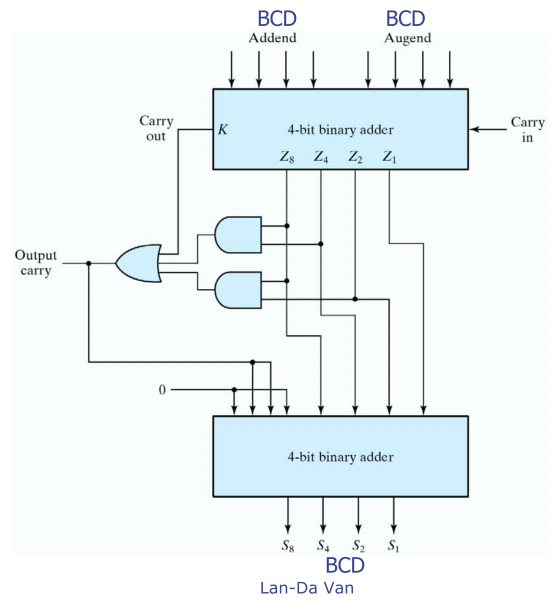 BCD BCD
Addend Augend
Carry out
K
4-bit binary adder
Carry in
Z8 Z4 Z2 Z1
Output carry
0
4-bit binary adder
S8 S4 S2 S1
BCD
Lan-Da Van